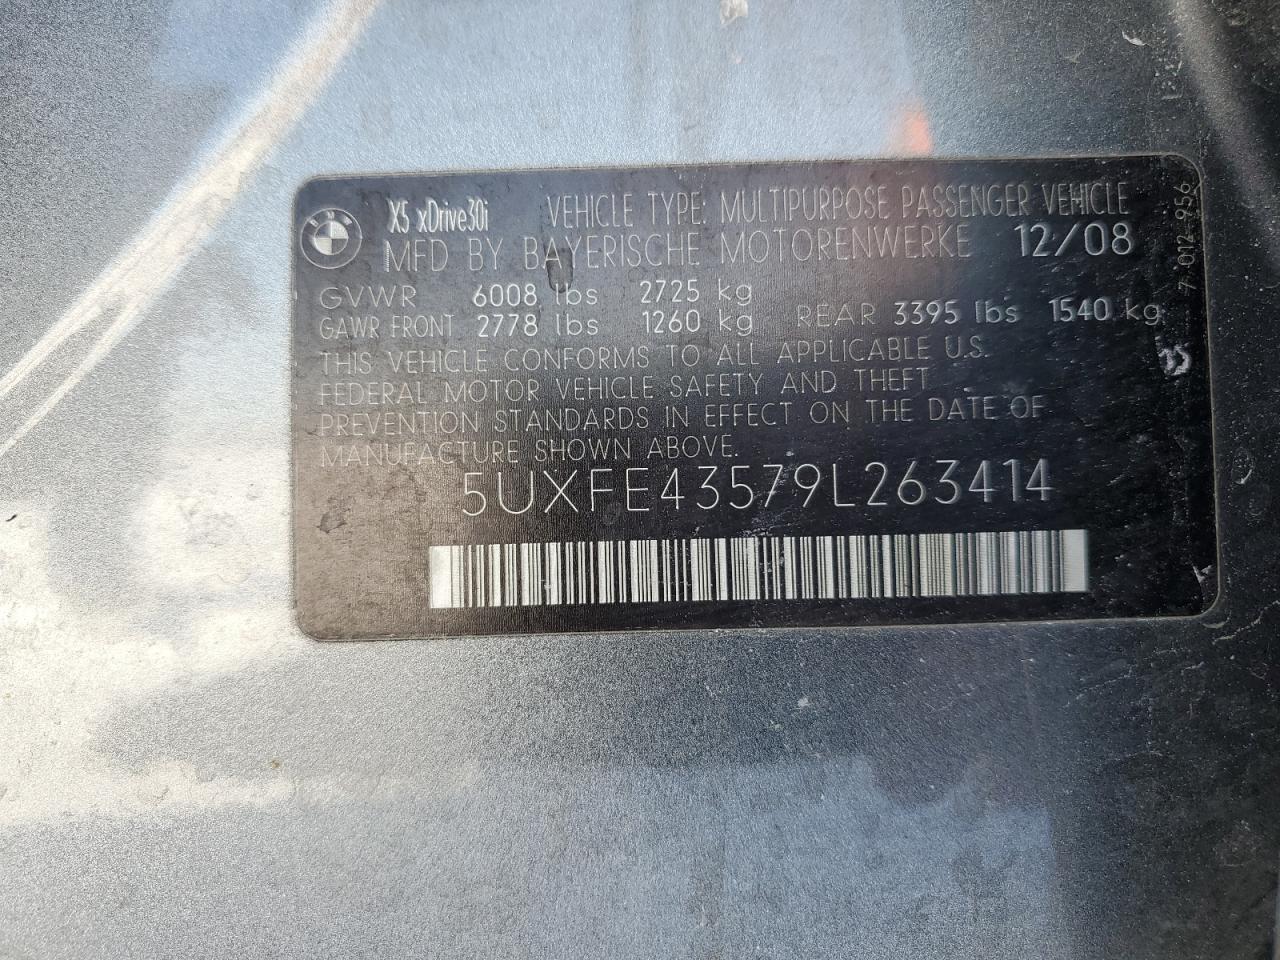 X5 xDrive30i VEHICLE TYPE: MULTIPURPOSE PASSENGER VEHICLE
MFD BY BAYERISCHE MOTORENWERKE 12/08
GVWR 6008 lbs 2725 kg
GAWR FRONT 2778 lbs 1260 kg REAR 3395 lbs 1540 kg
THIS VEHICLE CONFORMS TO ALL APPLICABLE U.S.
FEDERAL MOTOR VEHICLE SAFETY AND THEFT
PREVENTION STANDARDS IN EFFECT ON THE DATE OF
MANUFACTURE SHOWN ABOVE.
5UXFE43579L263414
7 012 956